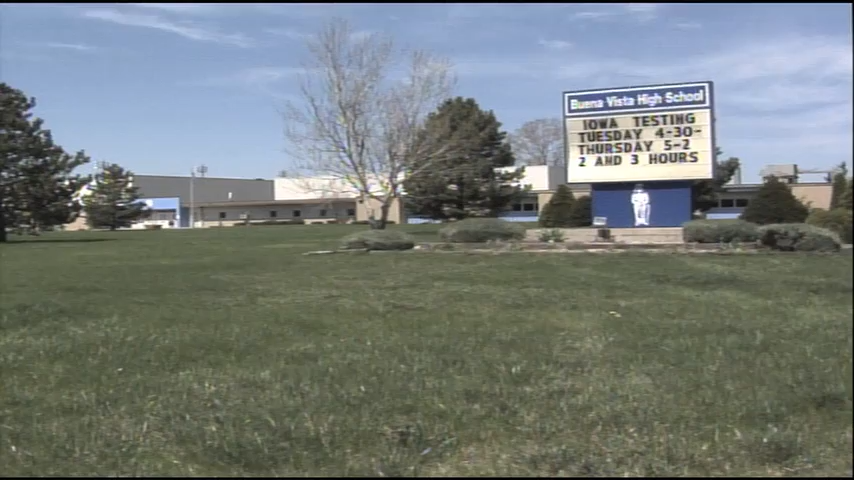 Buena Vista High School
IOWA TESTING
TUESDAY 4-30-
THURSDAY 5-2
2 AND 3 HOURS